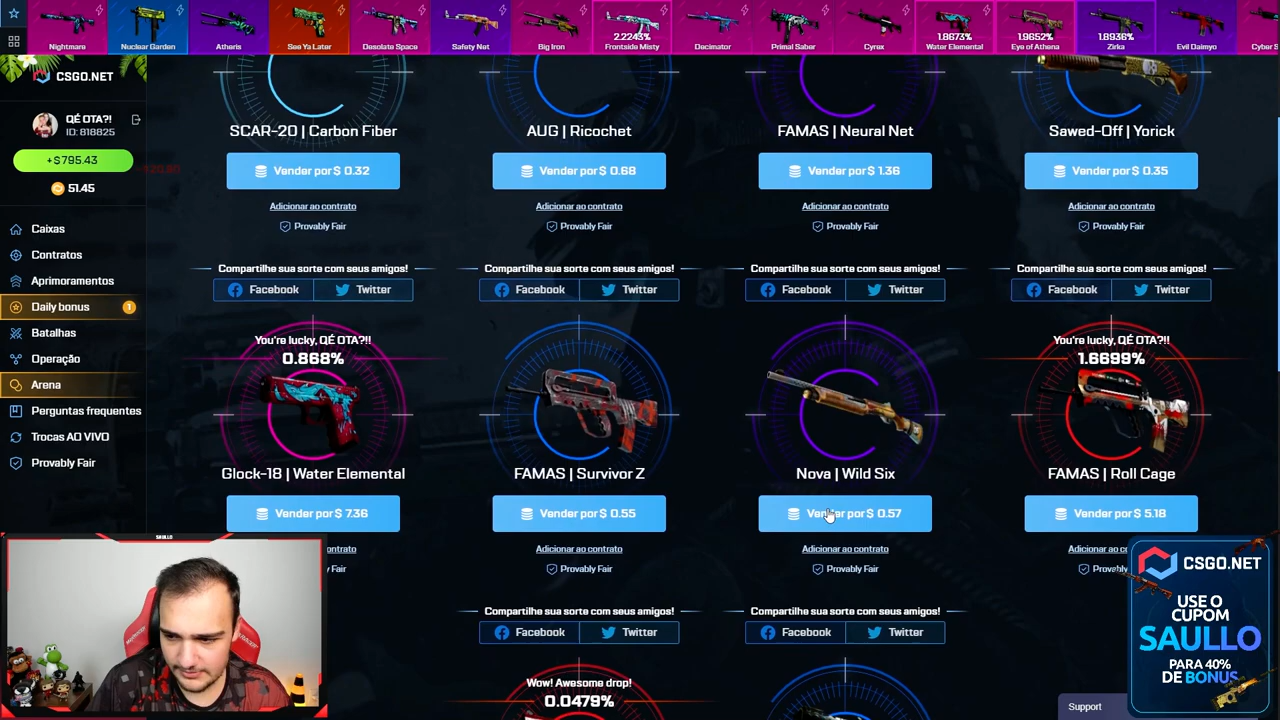 Nightmare
Nuclear Garden
Atheris
See Ya Later
Desolate Space
Safety Net
Big Iron
2.2243%
Frontside Misty
Decimator
Primal Saber
Cyrex
1.8673%
Water Elemental
1.9652%
Eye of Athena
1.8936%
Zirka
Evil Daimyo
Cyber S
CSGO.NET
QÉ OTA?!
ID: 818825
+$795.43
51.45
Caixas
Contratos
Aprimoramentos
Daily bonus 1
Batalhas
Operação
Arena
Perguntas frequentes
Trocas AO VIVO
Provably Fair
SCAR-20 | Carbon Fiber
AUG | Ricochet
FAMAS | Neural Net
Sawed-Off | Yorick
Vender por $ 0.32
Vender por $ 0.68
Vender por $ 1.36
Vender por $ 0.35
Adicionar ao contrato
Adicionar ao contrato
Adicionar ao contrato
Adicionar ao contrato
Provably Fair
Provably Fair
Provably Fair
Provably Fair
Compartilhe sua sorte com seus amigos!
Compartilhe sua sorte com seus amigos!
Compartilhe sua sorte com seus amigos!
Compartilhe sua sorte com seus amigos!
Facebook Twitter
Facebook Twitter
Facebook Twitter
Facebook Twitter
You're lucky, QÉ OTA?!!
0.868%
You're lucky, QÉ OTA?!!
1.6699%
Glock-18 | Water Elemental
FAMAS | Survivor Z
Nova | Wild Six
FAMAS | Roll Cage
Vender por $ 7.36
Vender por $ 0.55
Vender por $ 0.57
Vender por $ 5.18
ontrato
Adicionar ao contrato
Adicionar ao contrato
Adicionar ao co
Fair
Provably Fair
Provably Fair
Provably
Compartilhe sua sorte com seus amigos!
Compartilhe sua sorte com seus amigos!
Facebook Twitter
Facebook Twitter
Wow! Awesome drop!
0.0479%
SAULLO
CSGO.NET
USE O
CUPOM
SAULLO
PARA 40%
DE BONUS
Support